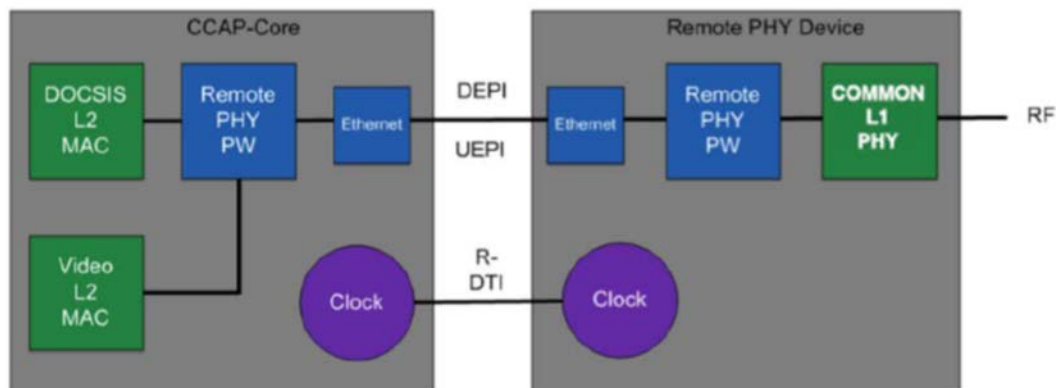 CCAP-Core
DOCSIS
L2
MAC
Remote
PHY
PW
Ethernet
Video
L2
MAC
Clock
DEPI
UEPI
R-
DTI
Remote PHY Device
Ethernet
Remote
PHY
PW
COMMON
L1
PHY
Clock
RF